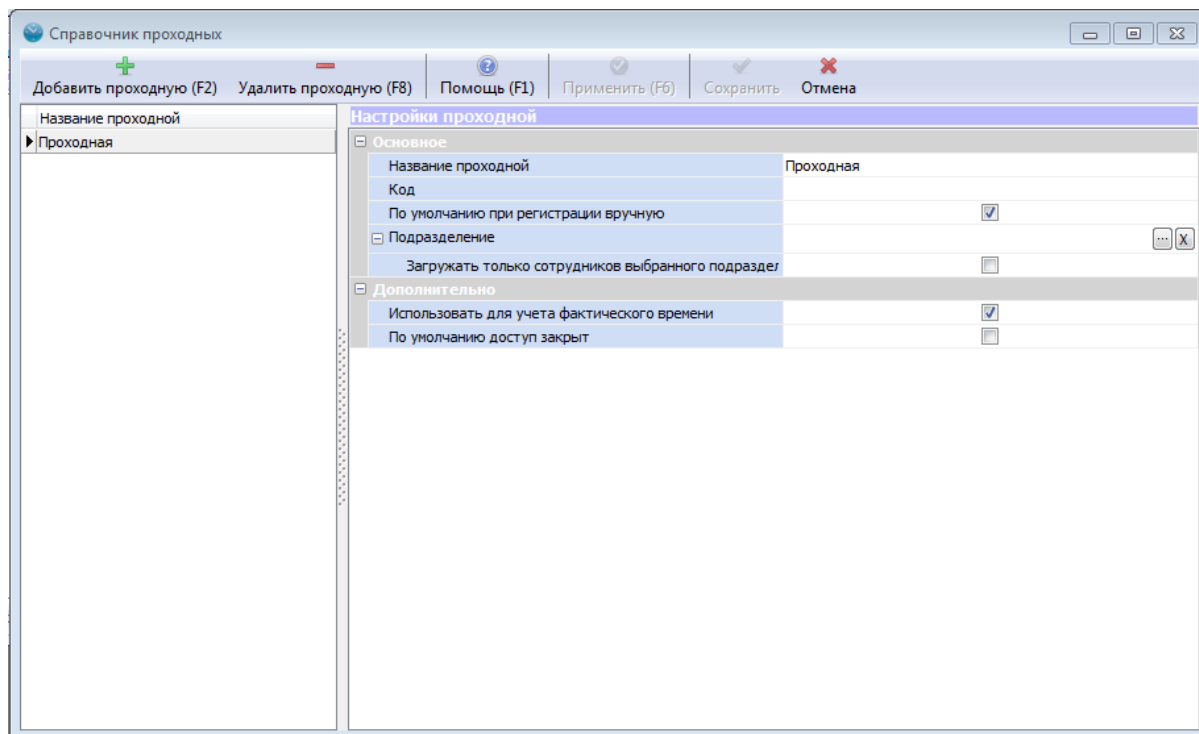 Справочник проходных
Добавить проходную (F2) Удалить проходную (F8) Помощь (F1) Применить (F6) Сохранить Отмена
Название проходной
Проходная
Настройки проходной
Основное
Название проходной Проходная
Код
По умолчанию при регистрации вручную
Подразделение ... X
Загружать только сотрудников выбранного подраздел
Дополнительно
Использовать для учета фактического времени
По умолчанию доступ закрыт